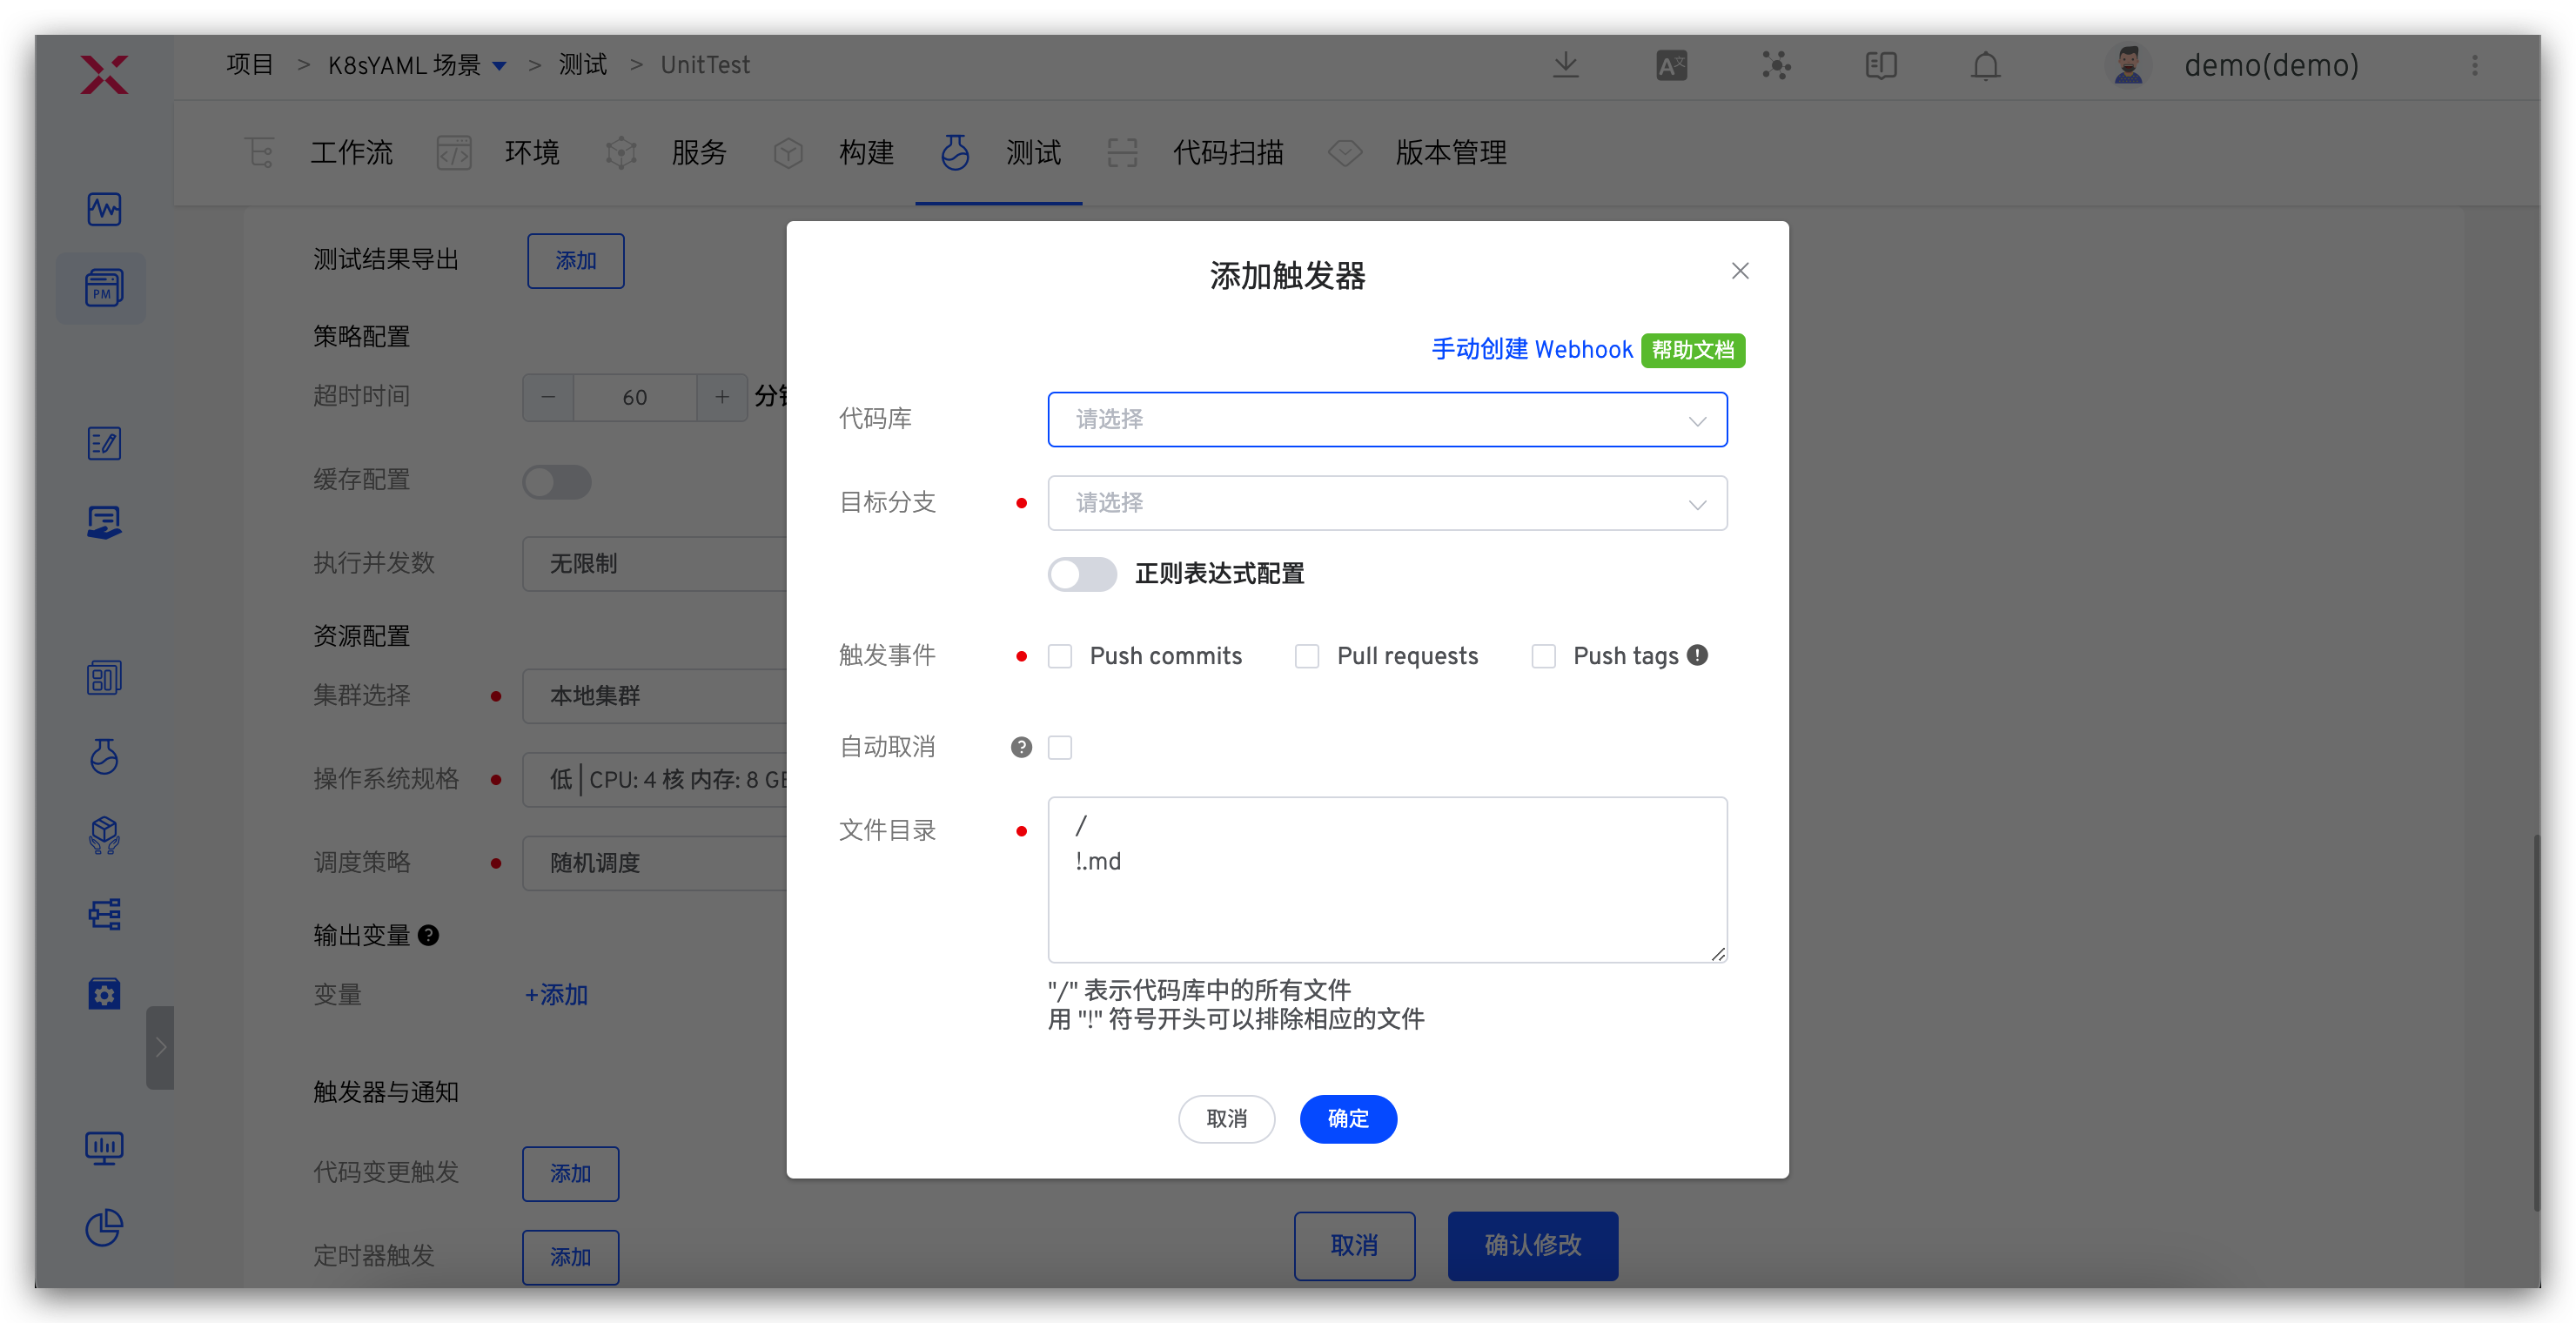 项目 > K8sYAML 场景 > 测试 > UnitTest
A文
demo(demo)
工作流 环境 服务 构建 测试 代码扫描 版本管理
PM
测试结果导出 添加
策略配置
超时时间 − 60 + 分
缓存配置
执行并发数 无限制
资源配置
集群选择 本地集群
操作系统规格 低 | CPU: 4 核 内存: 8 G
调度策略 随机调度
输出变量 ?
变量 +添加
触发器与通知
代码变更触发 添加
定时器触发 添加
取消 确认修改
添加触发器
手动创建 Webhook 帮助文档
代码库 请选择
目标分支 请选择
正则表达式配置
触发事件 Push commits Pull requests Push tags !
自动取消 ?
文件目录 /
!.md
"/" 表示代码库中的所有文件
用 "!" 符号开头可以排除相应的文件
取消 确定